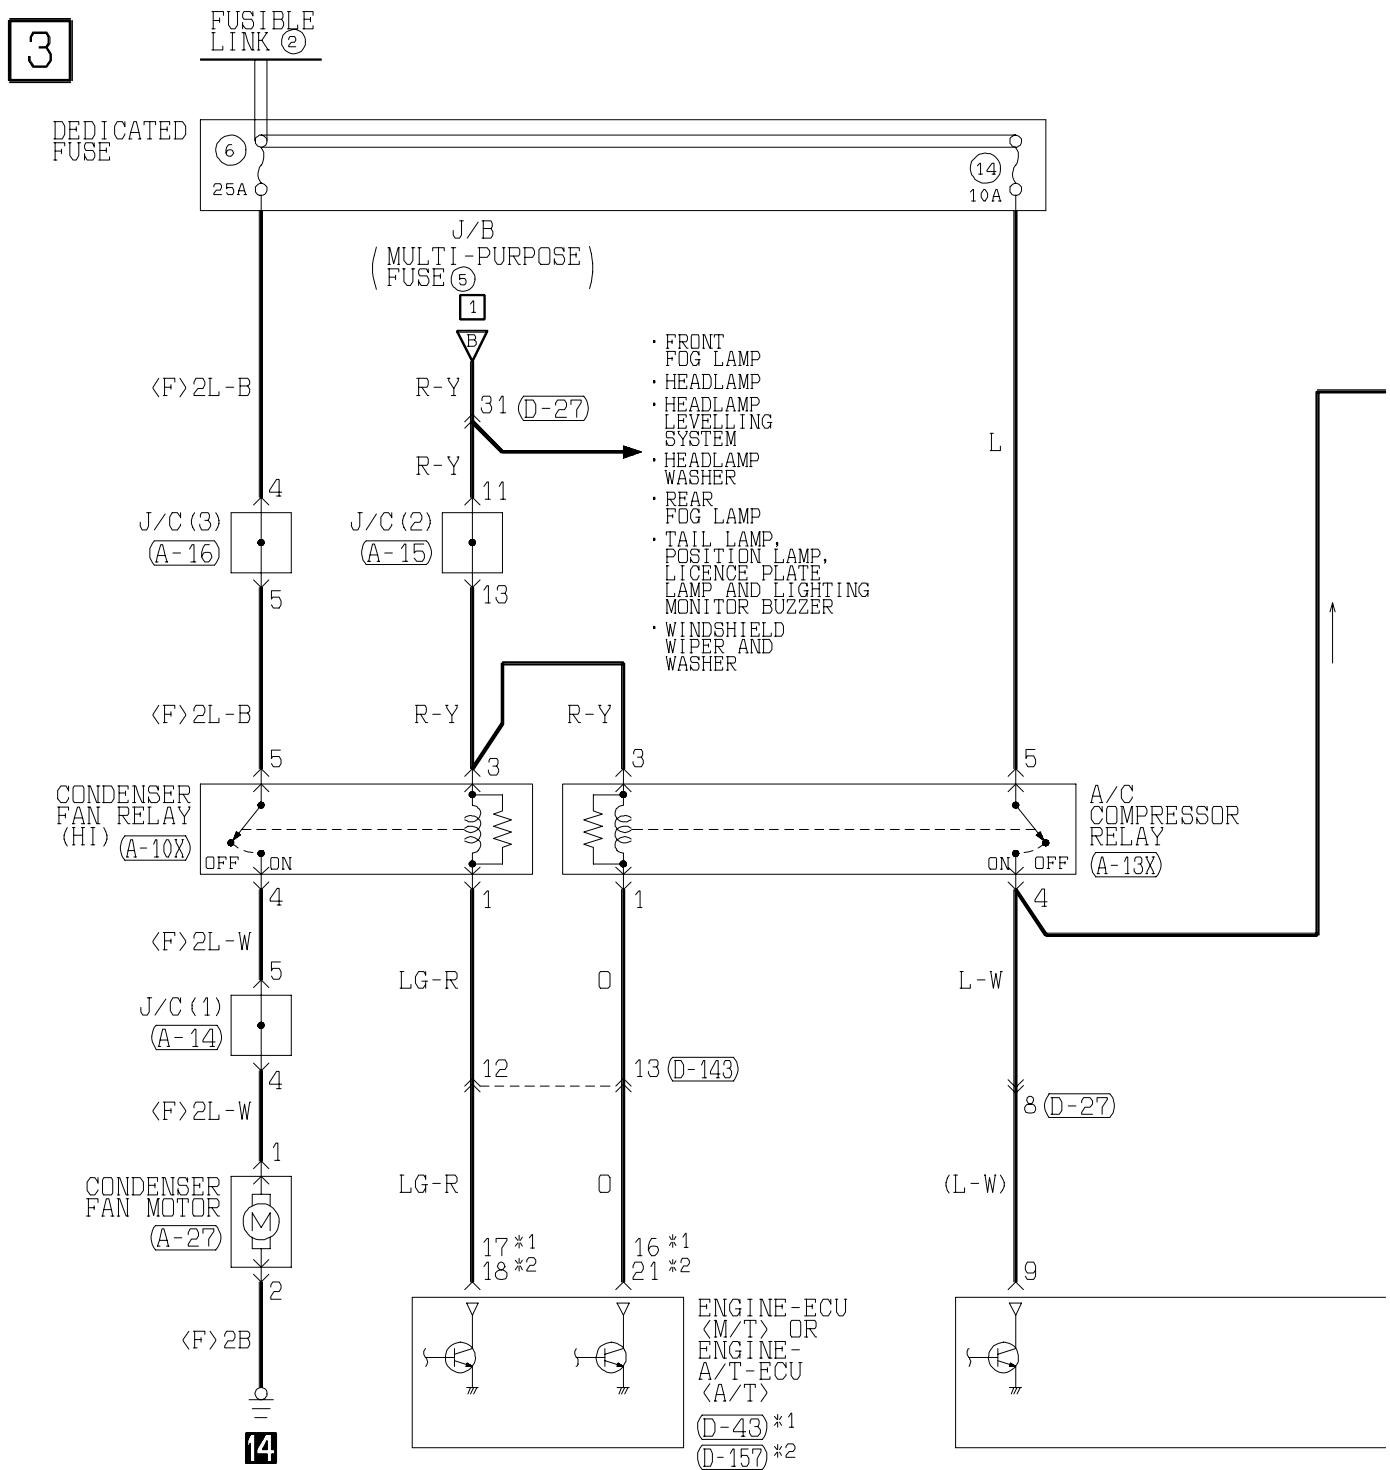 3
FUSIBLE
LINK ②
DEDICATED
FUSE
6
25A
14
10A
J/B
(MULTI-PURPOSE
FUSE ⑤)
1
B
<F>2L-B
R-Y
31 (D-27)
R-Y
L
· FRONT
FOG LAMP
· HEADLAMP
· HEADLAMP
LEVELLING
SYSTEM
· HEADLAMP
WASHER
· REAR
FOG LAMP
· TAIL LAMP,
POSITION LAMP,
LICENCE PLATE
LAMP AND LIGHTING
MONITOR BUZZER
· WINDSHIELD
WIPER AND
WASHER
4
11
J/C(3)
(A-16)
J/C(2)
(A-15)
5
13
<F>2L-B
R-Y
R-Y
5
3
3
5
CONDENSER
FAN RELAY
(HI) (A-10X)
OFF
ON
A/C
COMPRESSOR
RELAY
(A-13X)
ON
OFF
4
1
1
4
<F>2L-W
5
LG-R
O
L-W
J/C(1)
(A-14)
4
12
13 (D-143)
8 (D-27)
<F>2L-W
1
CONDENSER
FAN MOTOR
(A-27)
M
LG-R
O
(L-W)
2
17 *1
18 *2
16 *1
21 *2
9
<F>2B
14
ENGINE-ECU
<M/T> OR
ENGINE-
A/T-ECU
<A/T>
(D-43) *1
(D-157) *2